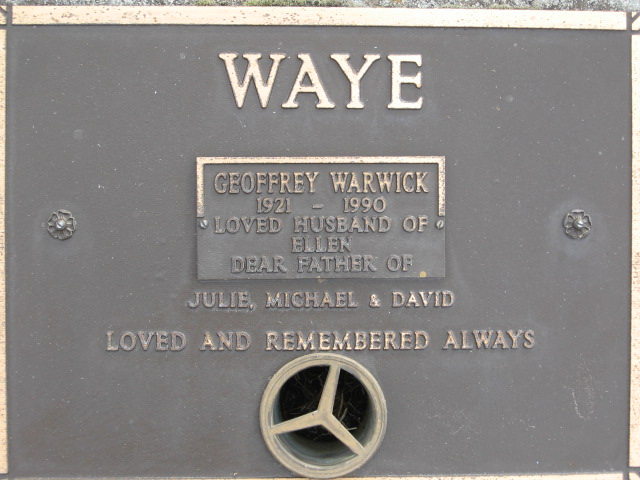 WAYE
GEOFFREY WARWICK
1921 - 1990
LOVED HUSBAND OF
ELLEN
DEAR FATHER OF
JULIE, MICHAEL & DAVID
LOVED AND REMEMBERED ALWAYS